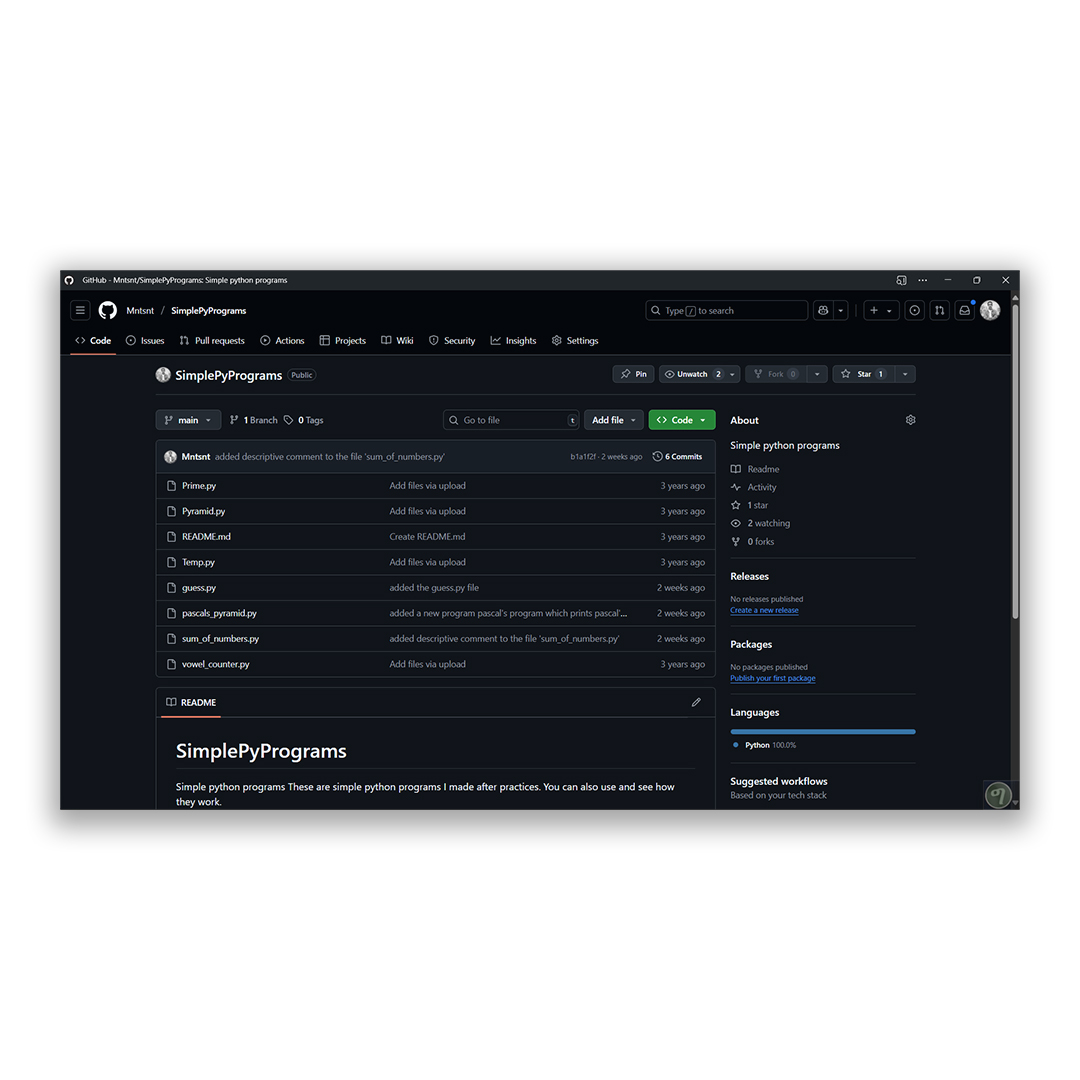 GitHub - Mntsnt/SimplePyPrograms: Simple python programs
Mntsnt / SimplePyPrograms
Type / to search
Code Issues Pull requests Actions Projects Wiki Security Insights Settings
SimplePyPrograms Public
Pin Unwatch 2 Fork 0 Star 1
main 1 Branch 0 Tags Go to file t Add file Code
Mntsnt added descriptive comment to the file 'sum_of_numbers.py' b1a1f2f · 2 weeks ago 6 Commits
Prime.py Add files via upload 3 years ago
Pyramid.py Add files via upload 3 years ago
README.md Create README.md 3 years ago
Temp.py Add files via upload 3 years ago
guess.py added the guess.py file 2 weeks ago
pascals_pyramid.py added a new program pascal's program which prints pascal'... 2 weeks ago
sum_of_numbers.py added descriptive comment to the file 'sum_of_numbers.py' 2 weeks ago
vowel_counter.py Add files via upload 3 years ago
README
SimplePyPrograms
Simple python programs These are simple python programs I made after practices. You can also use and see how
they work.
About
Simple python programs
Readme
Activity
1 star
2 watching
0 forks
Releases
No releases published
Create a new release
Packages
No packages published
Publish your first package
Languages
Python 100.0%
Suggested workflows
Based on your tech stack